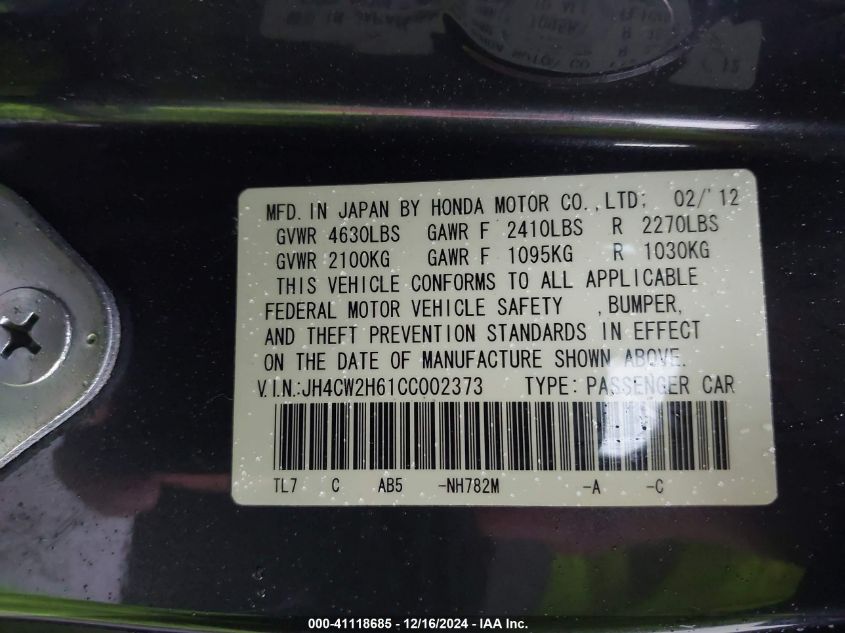 MFD. IN JAPAN BY HONDA MOTOR CO., LTD: 02/'12
GVWR 4630LBS GAWR F 2410LBS R 2270LBS
GVWR 2100KG GAWR F 1095KG R 1030KG
THIS VEHICLE CONFORMS TO ALL APPLICABLE
FEDERAL MOTOR VEHICLE SAFETY , BUMPER,
AND THEFT PREVENTION STANDARDS IN EFFECT
ON THE DATE OF MANUFACTURE SHOWN ABOVE.
V.I.N.:JH4CW2H61CC002373 TYPE: PASSENGER CAR
TL7 C AB5 -NH782M -A -C
000-41118685 - 12/16/2024 - IAA Inc.